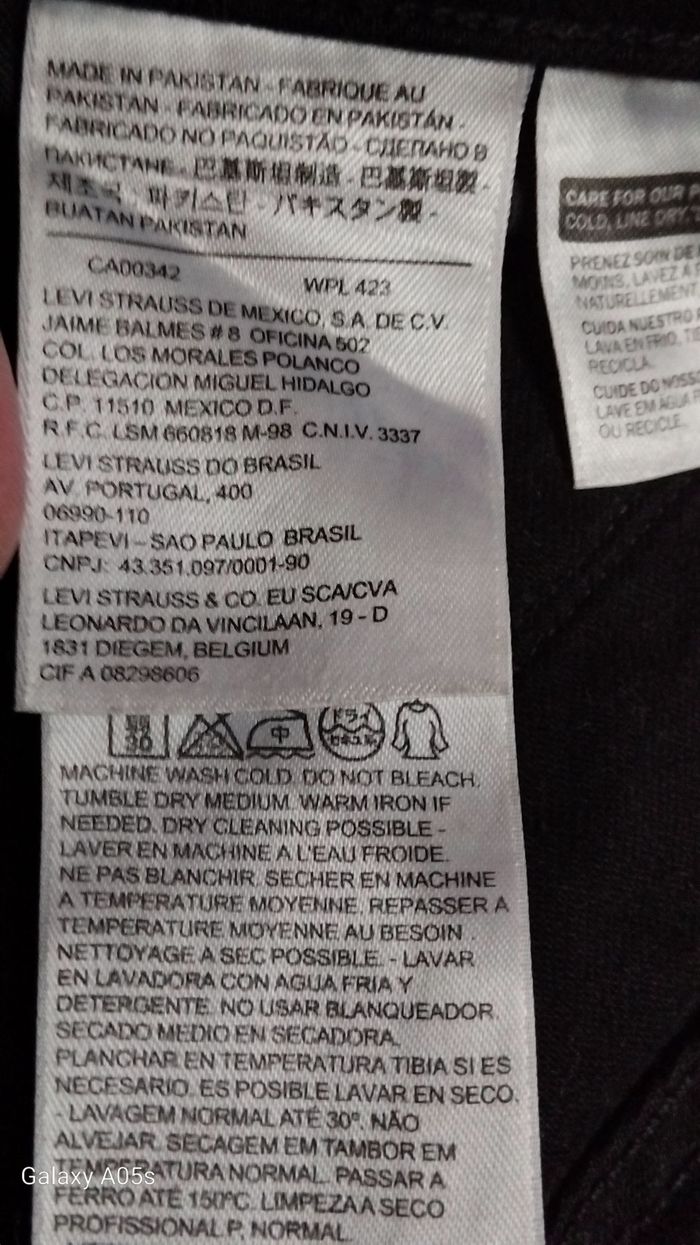 MADE IN PAKISTAN - FABRIQUE AU
PAKISTAN - FABRICADO EN PAKISTÁN -
FABRICADO NO PAQUISTÃO - СДЕЛАНО В
ПАКИСТАНЕ - 巴基斯坦制造 - 巴基斯坦製 -
제조국 - 파키스탄 - パキスタン製 -
BUATAN PAKISTAN
CA00342 WPL 423
LEVI STRAUSS DE MEXICO, S.A. DE C.V.
JAIME BALMES # 8 OFICINA 502
COL. LOS MORALES POLANCO
DELEGACION MIGUEL HIDALGO
C.P. 11510 MEXICO D.F.
R.F.C. LSM 660818 M-98 C.N.I.V. 3337
LEVI STRAUSS DO BRASIL
AV. PORTUGAL, 400
06990-110
ITAPEVI - SAO PAULO BRASIL
CNPJ: 43.351.097/0001-90
LEVI STRAUSS & CO. EU SCA/CVA
LEONARDO DA VINCILAAN, 19 - D
1831 DIEGEM, BELGIUM
CIF A 08298606
30 中 ドライ
MACHINE WASH COLD. DO NOT BLEACH.
TUMBLE DRY MEDIUM. WARM IRON IF
NEEDED. DRY CLEANING POSSIBLE -
LAVER EN MACHINE A L'EAU FROIDE.
NE PAS BLANCHIR. SECHER EN MACHINE
A TEMPERATURE MOYENNE. REPASSER A
TEMPERATURE MOYENNE AU BESOIN
NETTOYAGE A SEC POSSIBLE. - LAVAR
EN LAVADORA CON AGUA FRIA Y
DETERGENTE. NO USAR BLANQUEADOR.
SECADO MEDIO EN SECADORA.
PLANCHAR EN TEMPERATURA TIBIA SI ES
NECESARIO. ES POSIBLE LAVAR EN SECO.
- LAVAGEM NORMAL ATÉ 30º. NÃO
ALVEJAR. SECAGEM EM TAMBOR EM
TEMPERATURA NORMAL. PASSAR A
FERRO ATÉ 150ºC. LIMPEZA A SECO
PROFISSIONAL P, NORMAL.
CARE FOR OUR
COLD, LINE DRY
PRENEZ SOIN DE
MOINS, LAVEZ À
NATURELLEMENT
CUIDA NUESTRO
LAVA EN FRÍO,
RECICLA.
CUIDE DO NOSSO
LAVE EM ÁGUA
OU RECICLE.
Galaxy A05s